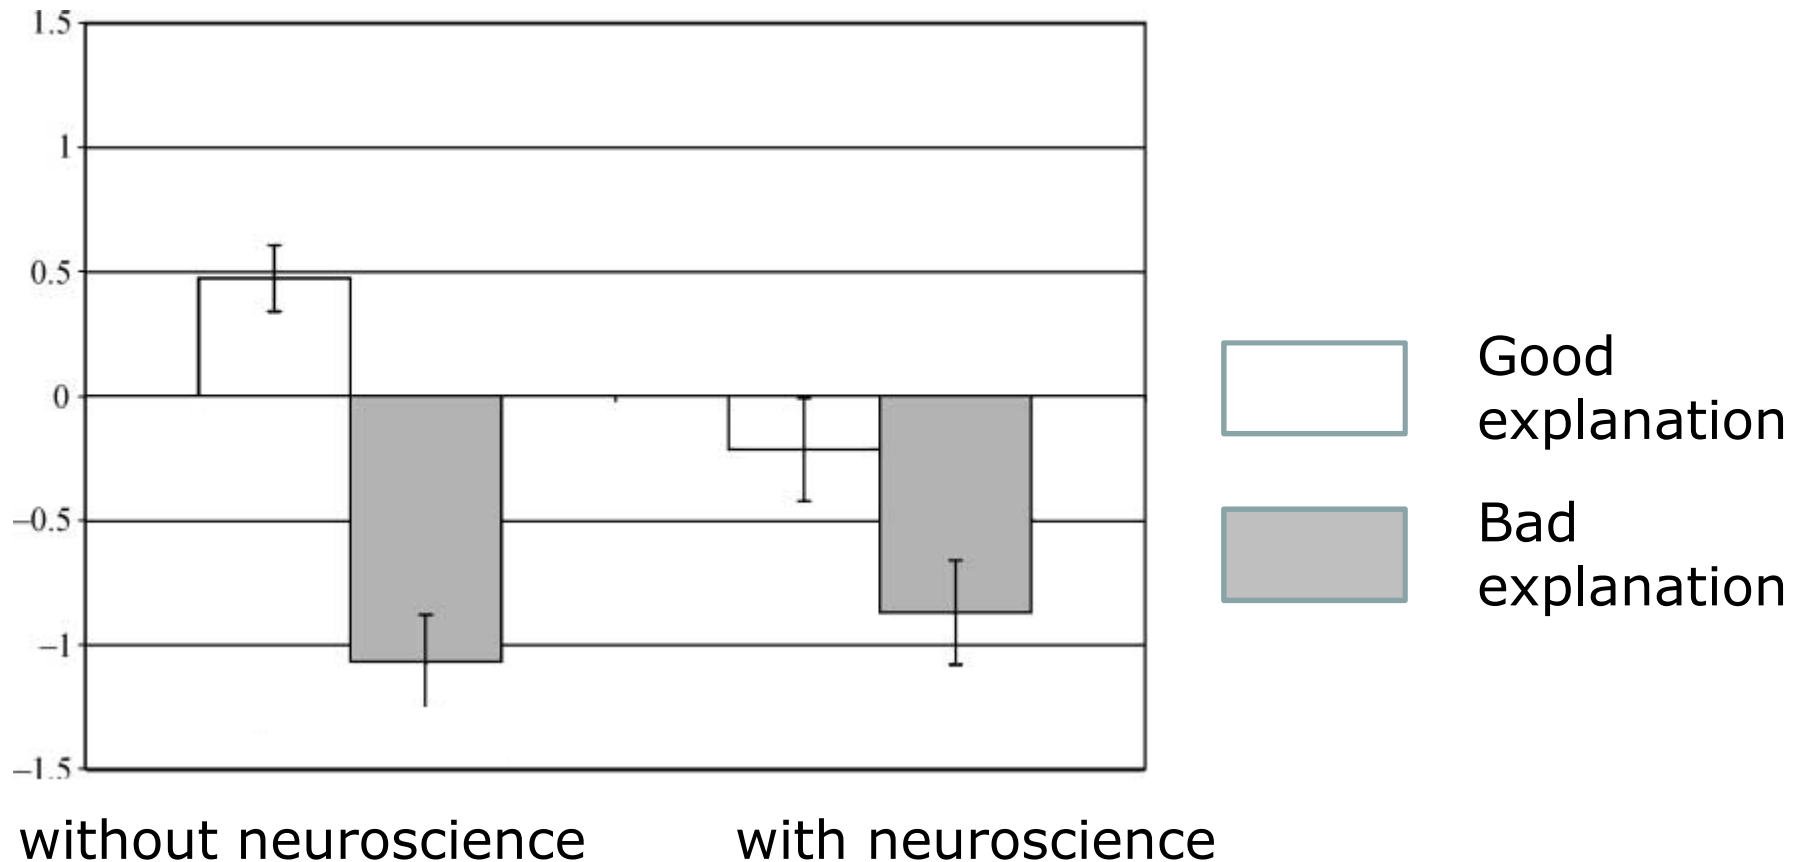 1.5
1
0.5
0
–0.5
–1
–1.5
without neuroscience
with neuroscience
Good
explanation
Bad
explanation